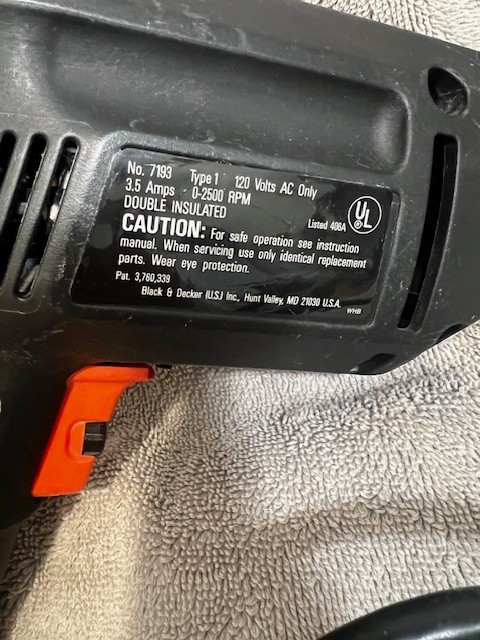 No. 7193 Type 1 120 Volts AC Only
3.5 Amps 0-2500 RPM
DOUBLE INSULATED
Listed 406A
UL
®
CAUTION: For safe operation see instruction
manual. When servicing use only identical replacement
parts. Wear eye protection.
Pat. 3,760,339
Black & Decker (U.S.) Inc., Hunt Valley, MD 21030 U.S.A.
WHB